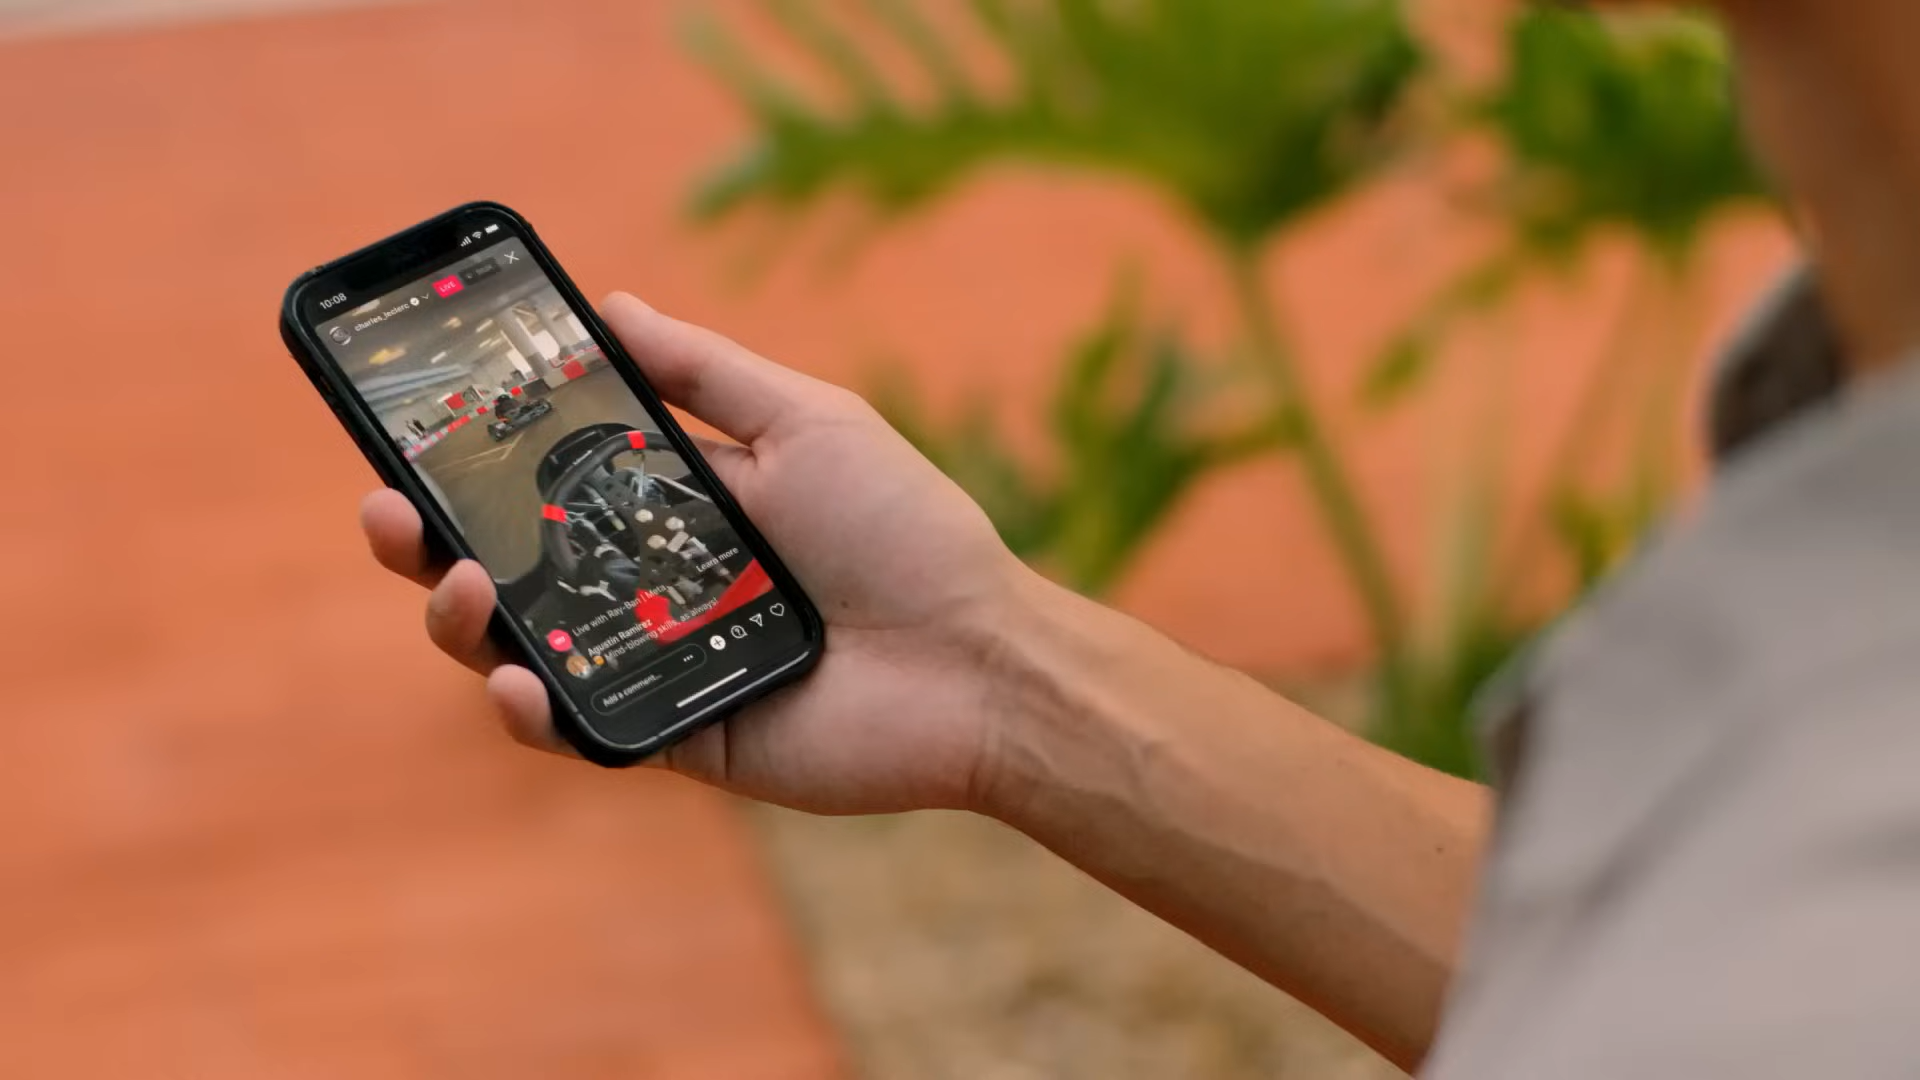 10:08
charles_leclerc
LIVE
Learn more
Live with Ray-Ban | Meta
Agustin Ramirez
Mind-blowing skills, as always!
Add a comment...